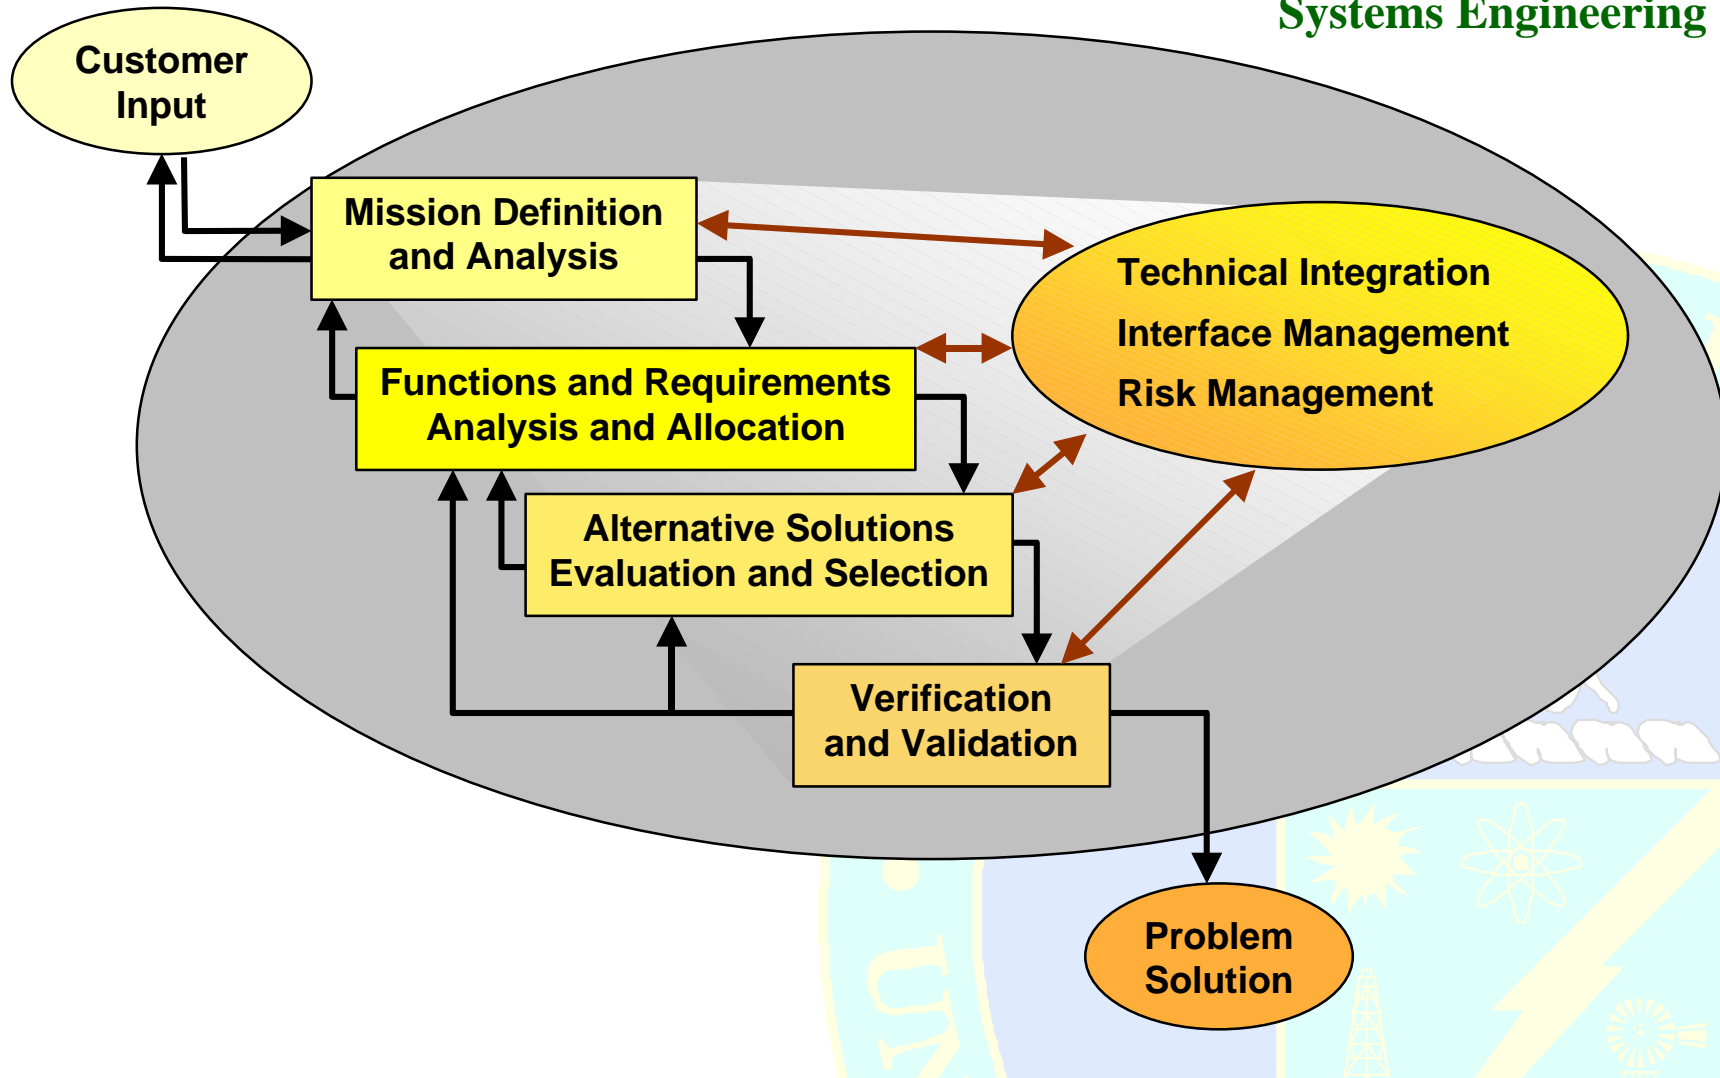 Systems Engineering
Customer
Input
Mission Definition
and Analysis
Technical Integration
Interface Management
Risk Management
Functions and Requirements
Analysis and Allocation
Alternative Solutions
Evaluation and Selection
Verification
and Validation
Problem
Solution